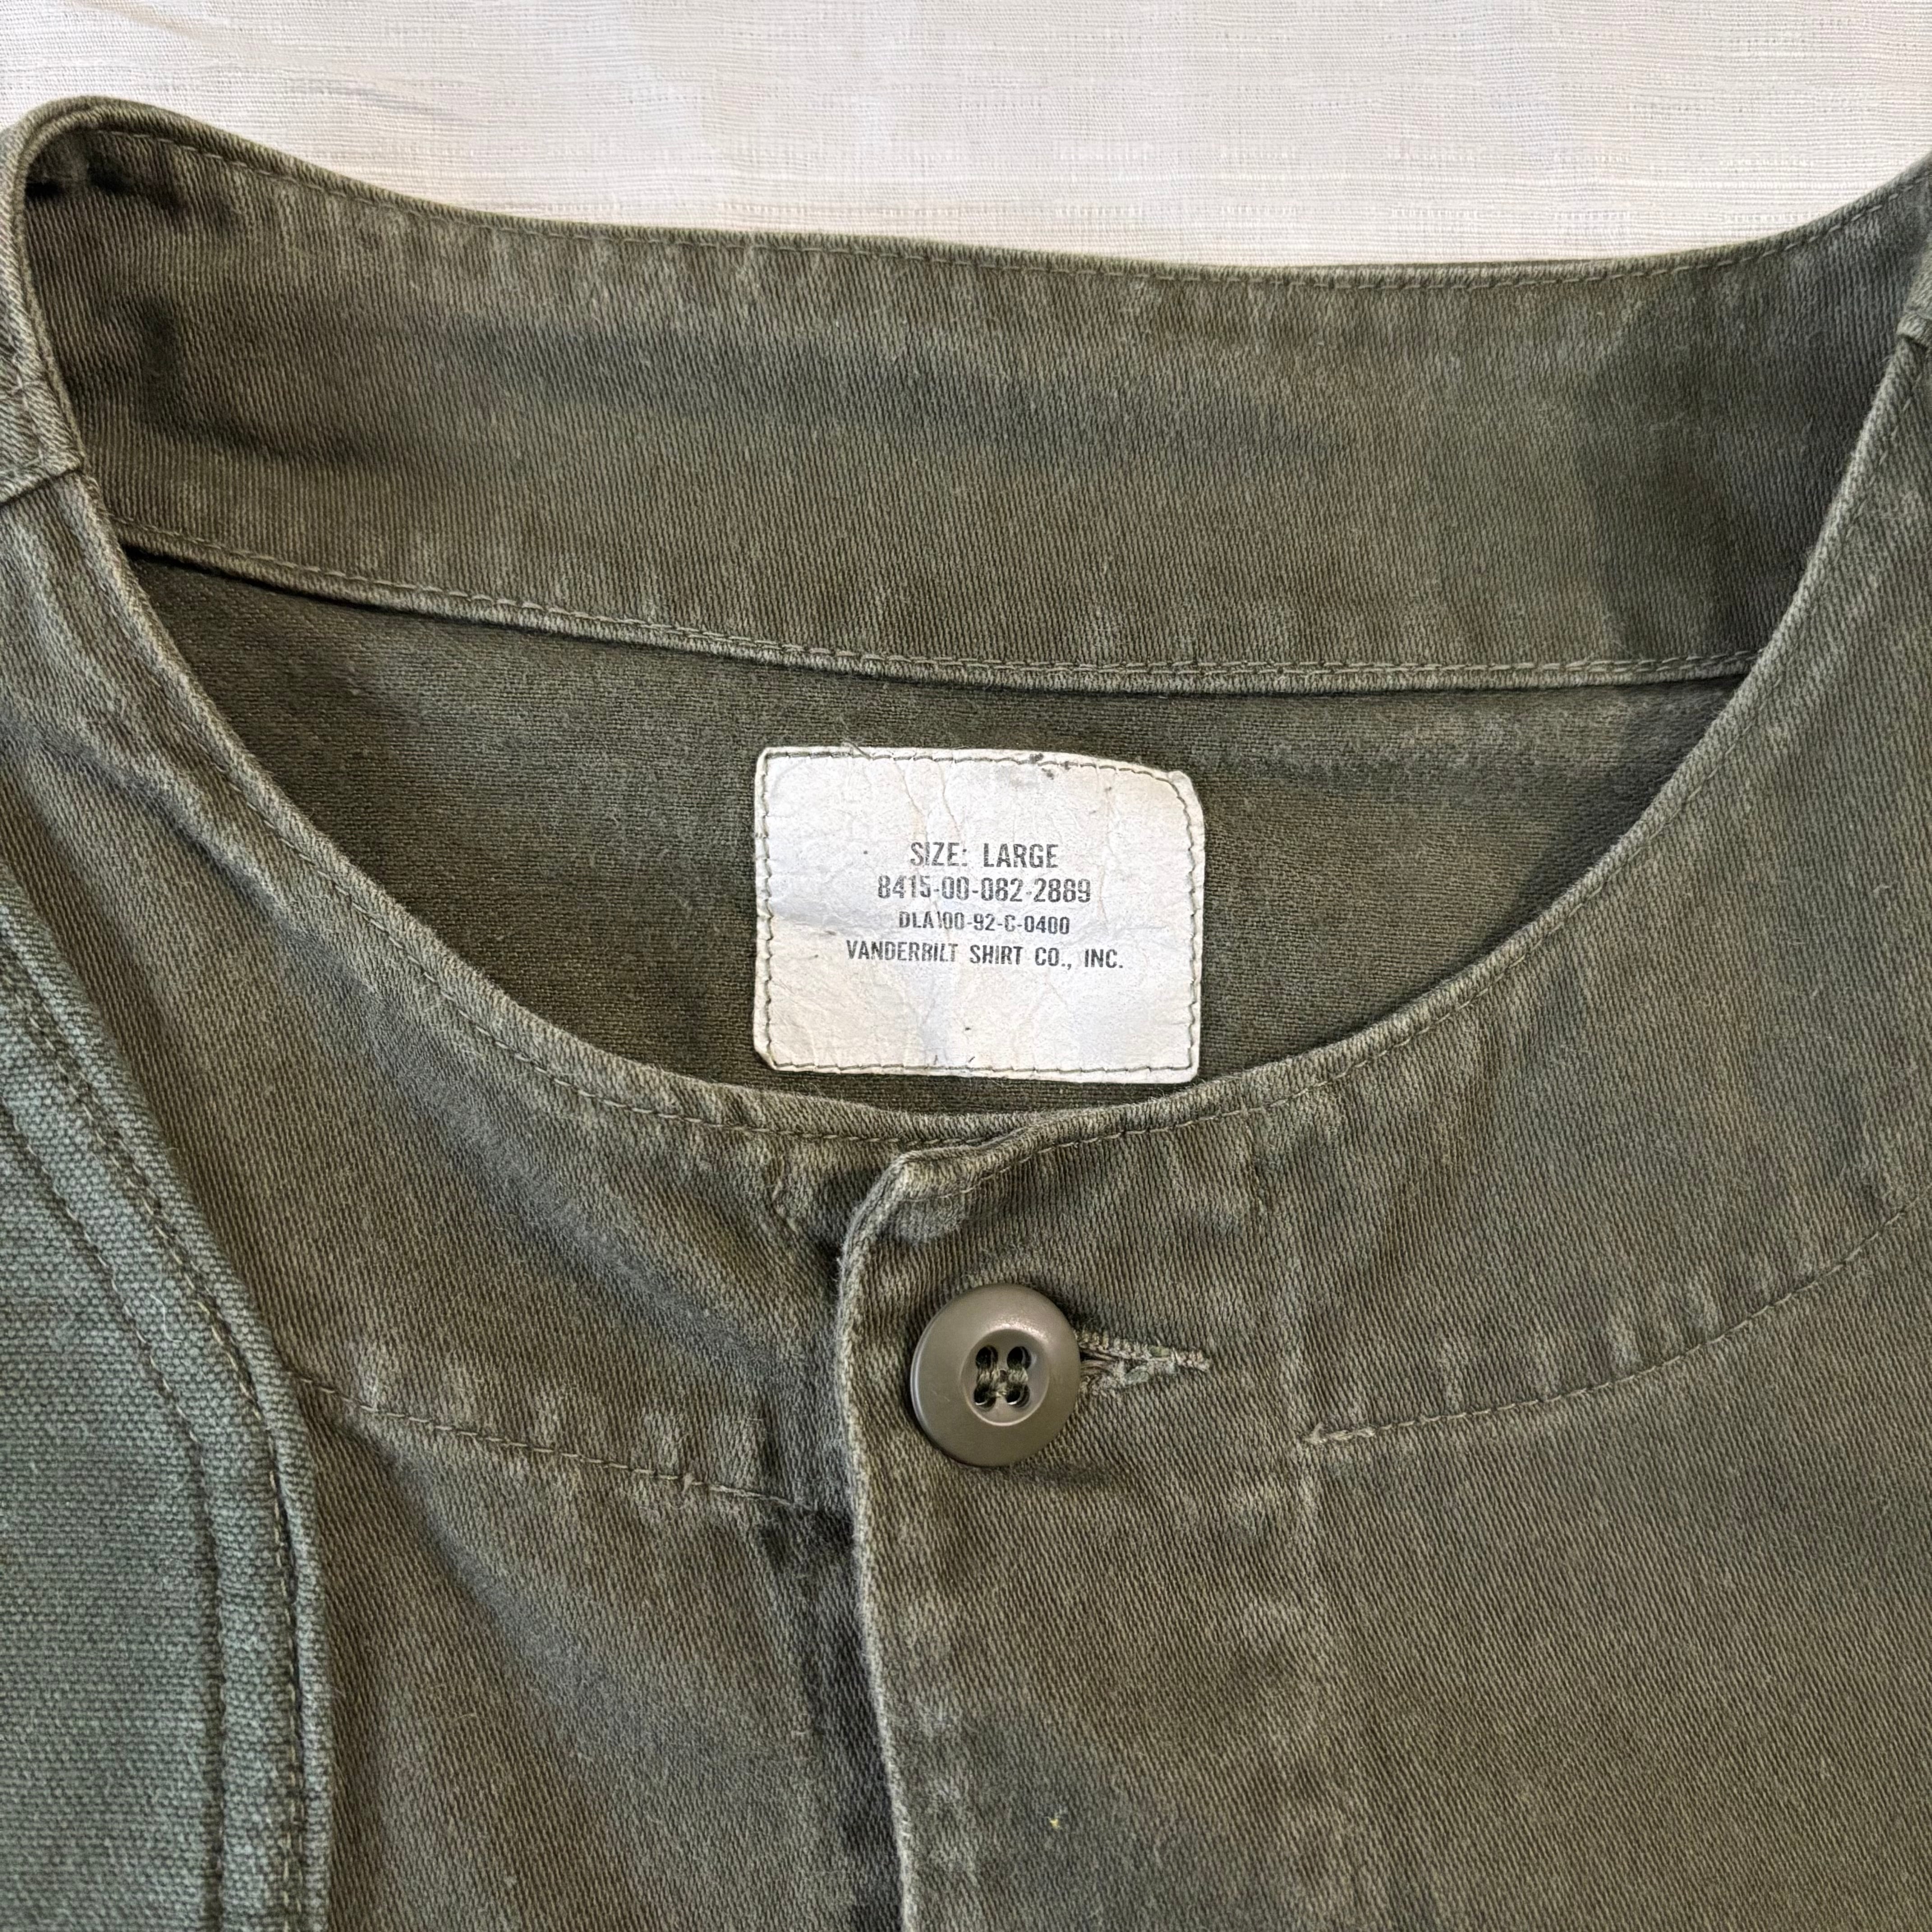 SIZE: LARGE
8415-00-082-2889
DLA100-92-C-0400
VANDERBILT SHIRT CO., INC.